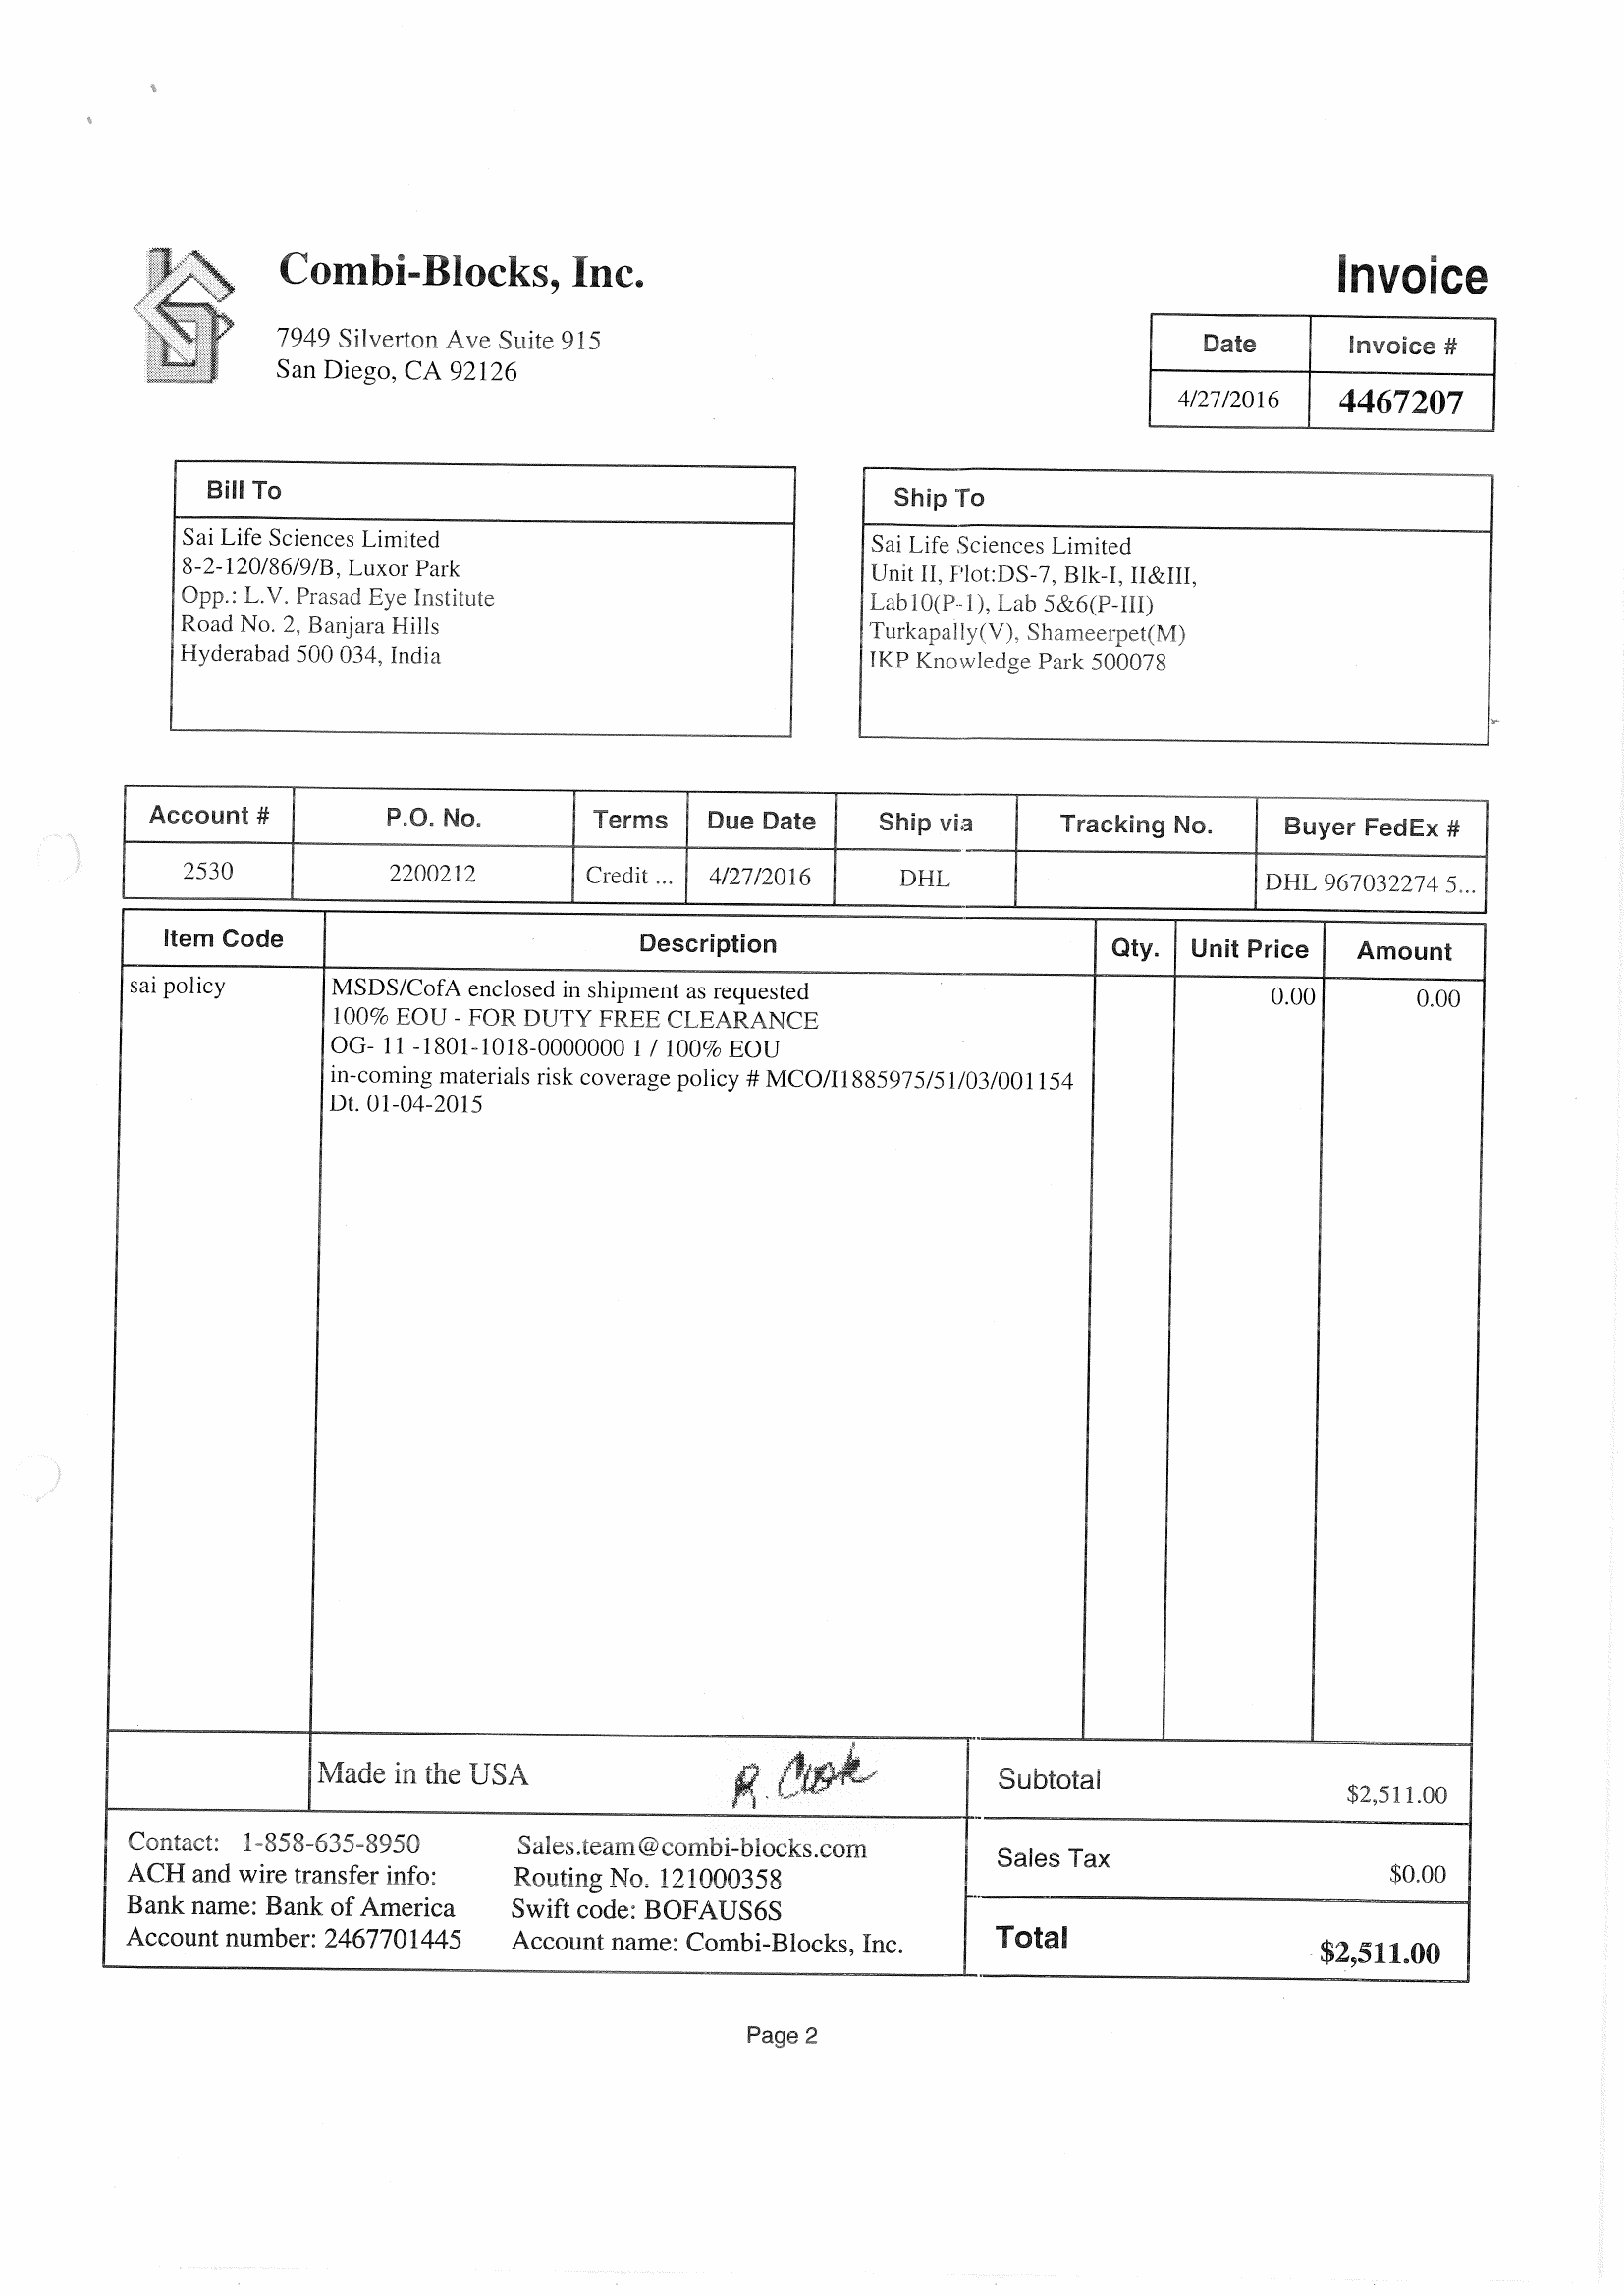 Combi-Blocks, Inc.
7949 Silverton Ave Suite 915
San Diego, CA 92126
Invoice
Date Invoice #
4/27/2016 4467207
Bill To
Sai Life Sciences Limited
8-2-120/86/9/B, Luxor Park
Opp.: L.V. Prasad Eye Institute
Road No. 2, Banjara Hills
Hyderabad 500 034, India
Ship To
Sai Life Sciences Limited
Unit II, Plot:DS-7, Blk-I, II&III,
Lab10(P-1), Lab 5&6(P-III)
Turkapally(V), Shameerpet(M)
IKP Knowledge Park 500078
Account # P.O. No. Terms Due Date Ship via Tracking No. Buyer FedEx #
2530 2200212 Credit ... 4/27/2016 DHL DHL 967032274 5...
Item Code Description Qty. Unit Price Amount
sai policy MSDS/CofA enclosed in shipment as requested 0.00 0.00
100% EOU - FOR DUTY FREE CLEARANCE
OG- 11 -1801-1018-0000000 1 / 100% EOU
in-coming materials risk coverage policy # MCO/I1885975/51/03/001154
Dt. 01-04-2015
Made in the USA R. Cook
Subtotal $2,511.00
Contact: 1-858-635-8950 Sales.team@combi-blocks.com
ACH and wire transfer info: Routing No. 121000358
Bank name: Bank of America Swift code: BOFAUS6S
Account number: 2467701445 Account name: Combi-Blocks, Inc.
Sales Tax $0.00
Total $2,511.00
Page 2